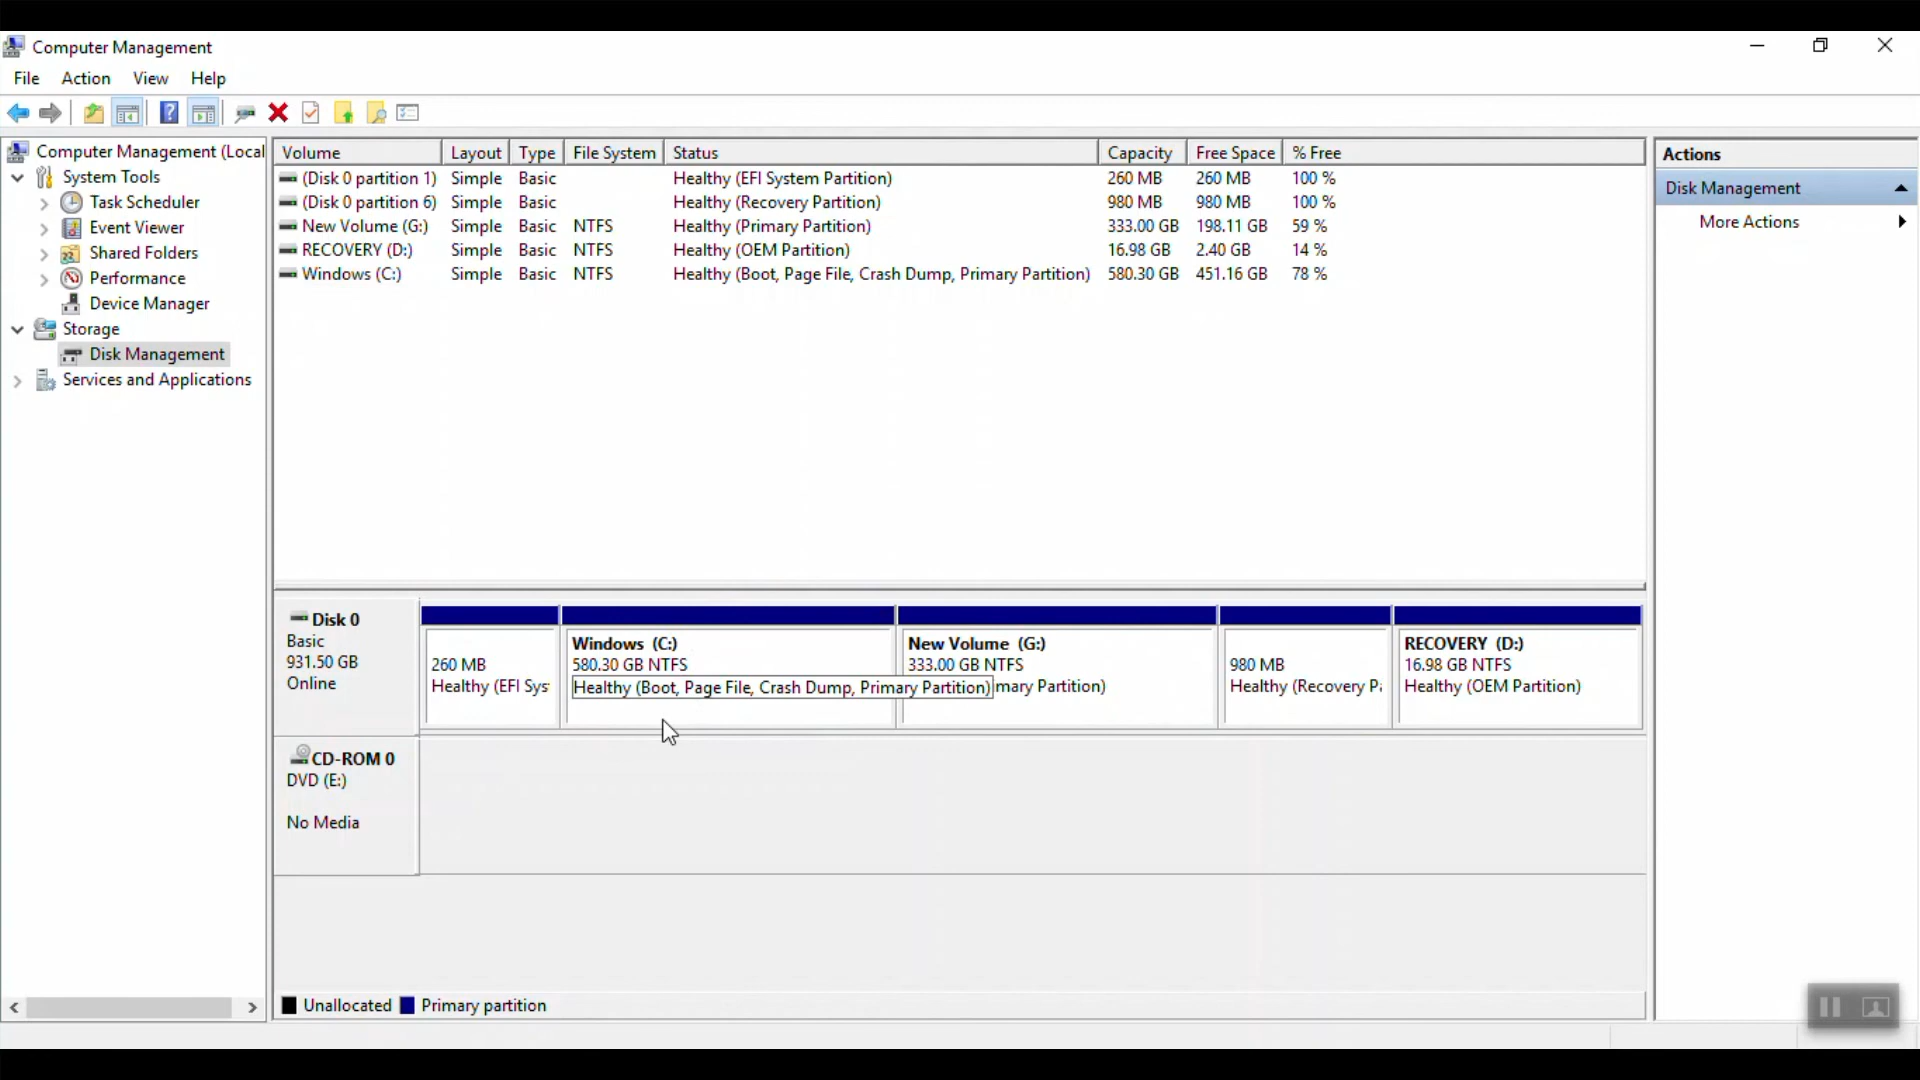 Computer Management
File Action View Help
Computer Management (Local
System Tools
Task Scheduler
Event Viewer
Shared Folders
Performance
Device Manager
Storage
Disk Management
Services and Applications
Volume Layout Type File System Status Capacity Free Space % Free
(Disk 0 partition 1) Simple Basic Healthy (EFI System Partition) 260 MB 260 MB 100 %
(Disk 0 partition 6) Simple Basic Healthy (Recovery Partition) 980 MB 980 MB 100 %
New Volume (G:) Simple Basic NTFS Healthy (Primary Partition) 333.00 GB 198.11 GB 59 %
RECOVERY (D:) Simple Basic NTFS Healthy (OEM Partition) 16.98 GB 2.40 GB 14 %
Windows (C:) Simple Basic NTFS Healthy (Boot, Page File, Crash Dump, Primary Partition) 580.30 GB 451.16 GB 78 %
Disk 0
Basic
931.50 GB
Online
260 MB
Healthy (EFI Sys
Windows (C:)
580.30 GB NTFS
Healthy (Boot, Page File, Crash Dump, Primary Partition)
New Volume (G:)
333.00 GB NTFS
mary Partition)
980 MB
Healthy (Recovery Pa
RECOVERY (D:)
16.98 GB NTFS
Healthy (OEM Partition)
CD-ROM 0
DVD (E:)
No Media
Unallocated Primary partition
Actions
Disk Management
More Actions